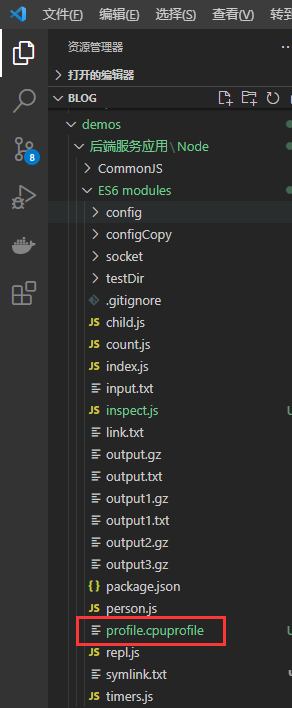 文件(F) 编辑(E) 选择(S) 查看(V) 转到
资源管理器
打开的编辑器
BLOG
demos
后端服务应用\Node
CommonJS
ES6 modules
config
configCopy
socket
testDir
.gitignore
JS child.js
JS count.js
JS index.js
input.txt
JS inspect.js
link.txt
output.gz
output.txt
output1.gz
output1.txt
output2.gz
output3.gz
{} package.json
JS person.js
profile.cpuprofile
JS repl.js
symlink.txt
JS timers.js
8